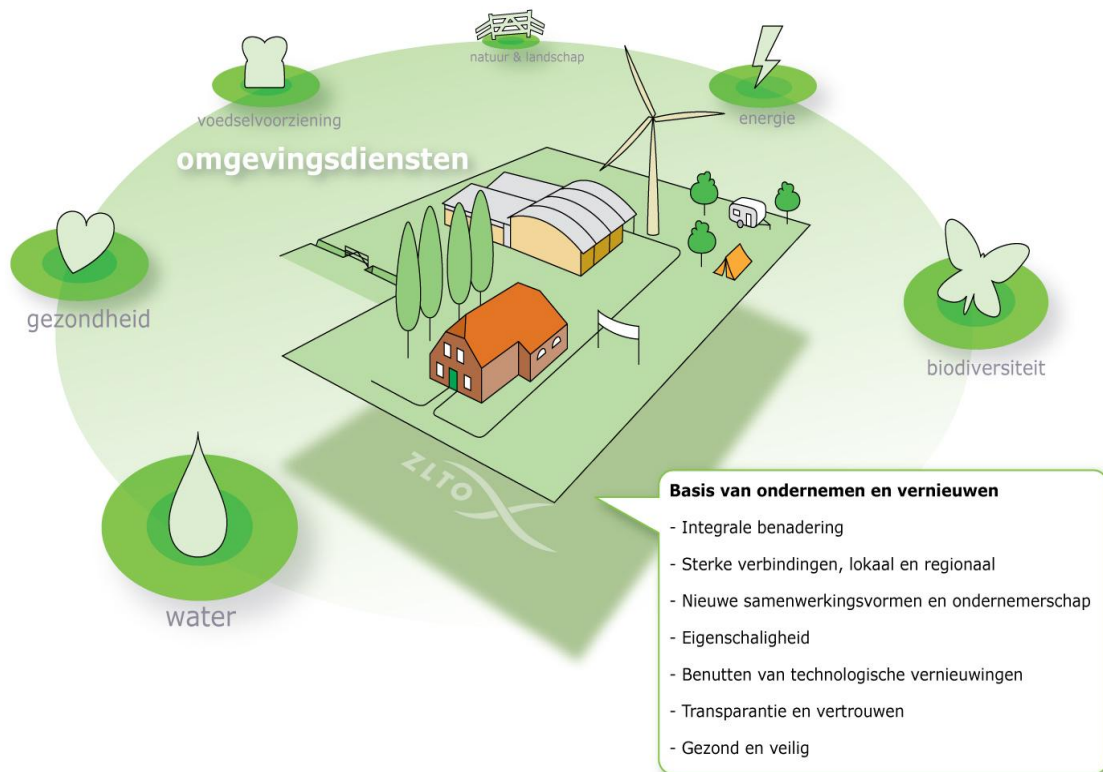 natuur & landschap
voedselvoorziening
energie
omgevingsdiensten
gezondheid
biodiversiteit
water
ZLTO
Basis van ondernemen en vernieuwen
- Integrale benadering
- Sterke verbindingen, lokaal en regionaal
- Nieuwe samenwerkingsvormen en ondernemerschap
- Eigenschaligheid
- Benutten van technologische vernieuwingen
- Transparantie en vertrouwen
- Gezond en veilig